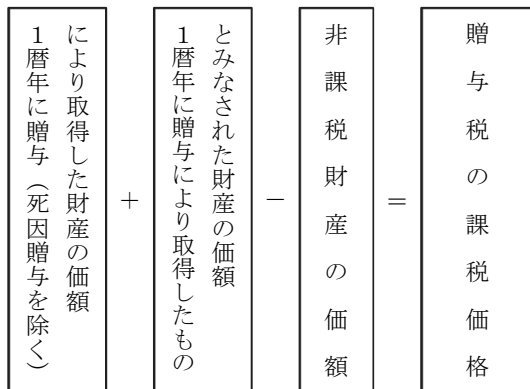 １暦年に贈与（死因贈与を除く）
により取得した財産の価額
＋
１暦年に贈与により取得したもの
とみなされた財産の価額
−
非課税財産の価額
＝
贈与税の課税価格